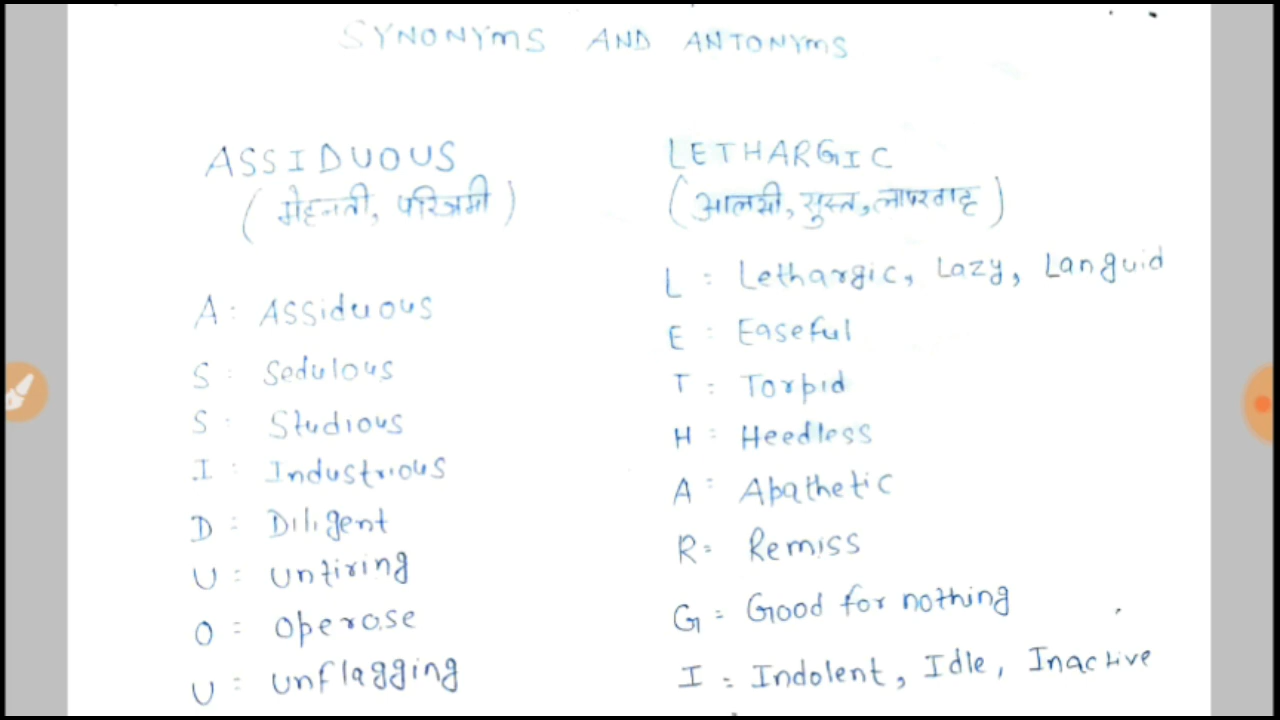 SYNONYMS AND ANTONYMS
ASSIDUOUS
(मेहनती, परिश्रमी)
A : ASSiduous
S : Sedulous
S : Studious
I : Industrious
D = Diligent
U = Untiring
O = Operose
U = Unflagging
LETHARGIC
(आलसी, सुस्त, लापरवाह)
L : Lethargic, Lazy, Languid
E : Easeful
T : Torpid
H = Heedless
A = Apathetic
R = Remiss
G = Good for nothing
I = Indolent, Idle, Inactive